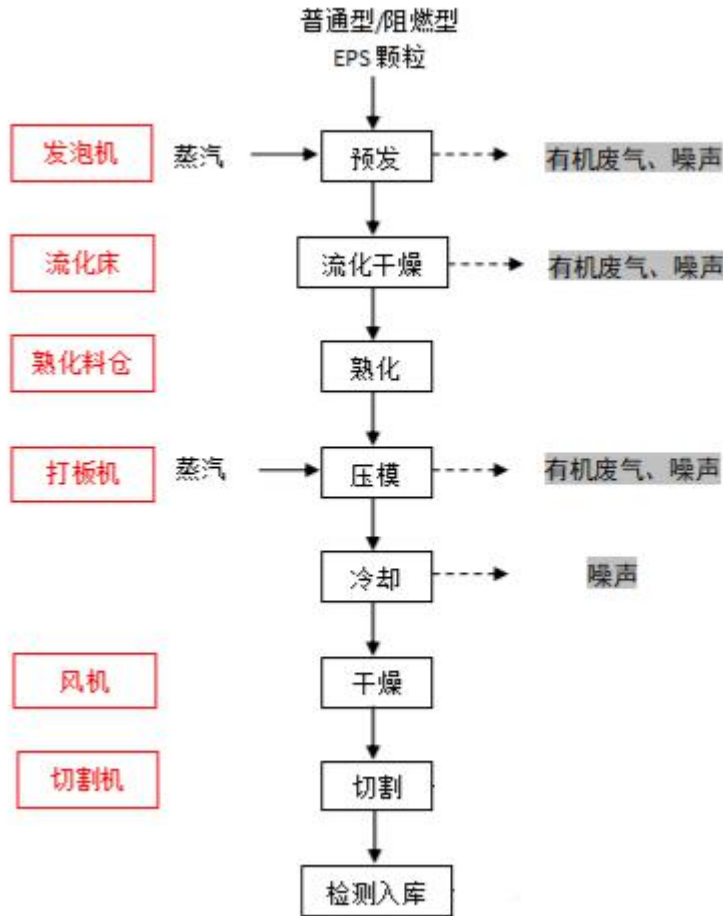 普通型/阻燃型
EPS 颗粒
发泡机 蒸汽 预发 有机废气、噪声
流化床 流化干燥 有机废气、噪声
熟化料仓 熟化
打板机 蒸汽 压模 有机废气、噪声
冷却 噪声
风机 干燥
切割机 切割
检测入库